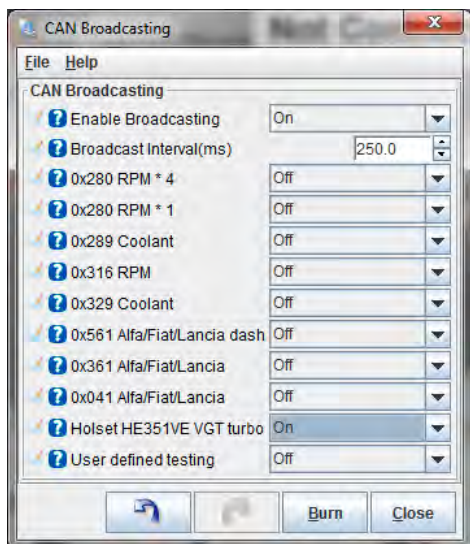 CAN Broadcasting
File Help
CAN Broadcasting
Enable Broadcasting On
Broadcast Interval(ms) 250.0
0x280 RPM * 4 Off
0x280 RPM * 1 Off
0x289 Coolant Off
0x316 RPM Off
0x329 Coolant Off
0x561 Alfa/Fiat/Lancia dash Off
0x361 Alfa/Fiat/Lancia Off
0x041 Alfa/Fiat/Lancia Off
Holset HE351VE VGT turbo On
User defined testing Off
Burn Close